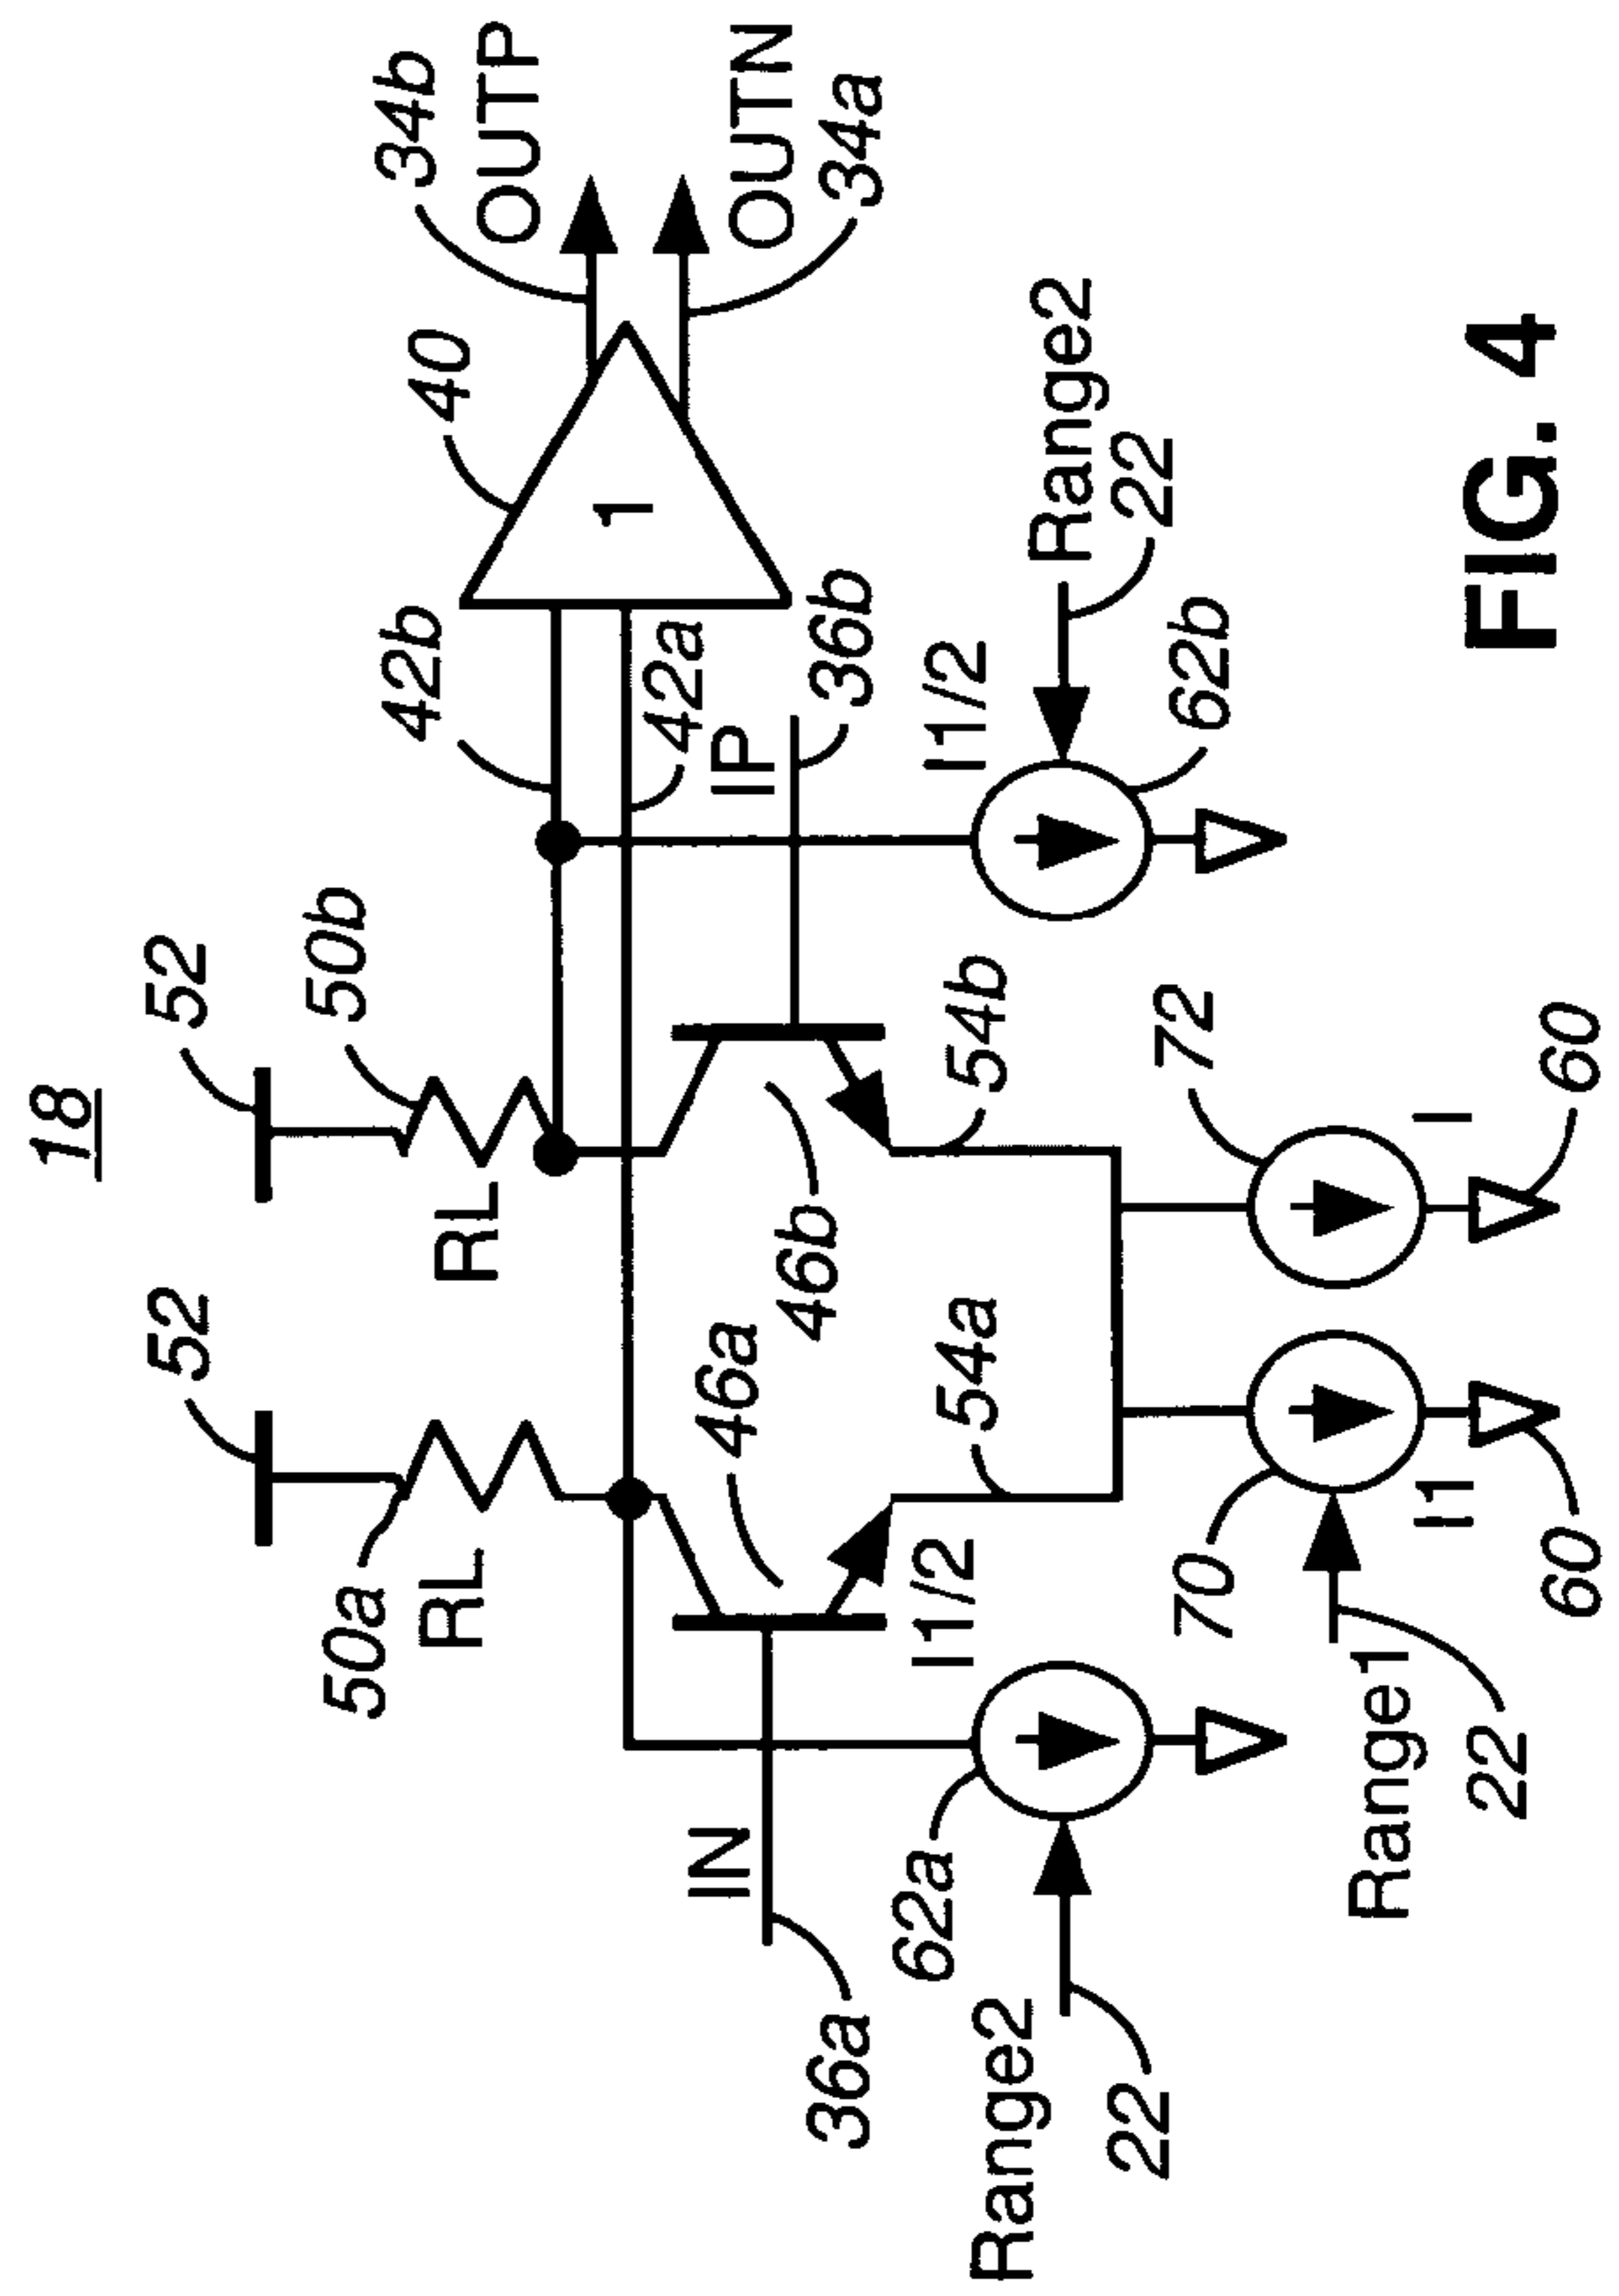 18
52
52
34b
OUTP
50a
RL
RL
50b
42b
40
1
OUTN
34a
42a
IN
46a
IP
36b
36a
46b
62a
I1/2
54a
54b
I1/2
Range2
22
Range2
22
62b
70
72
Range1
22
I1
I
60
60
FIG. 4